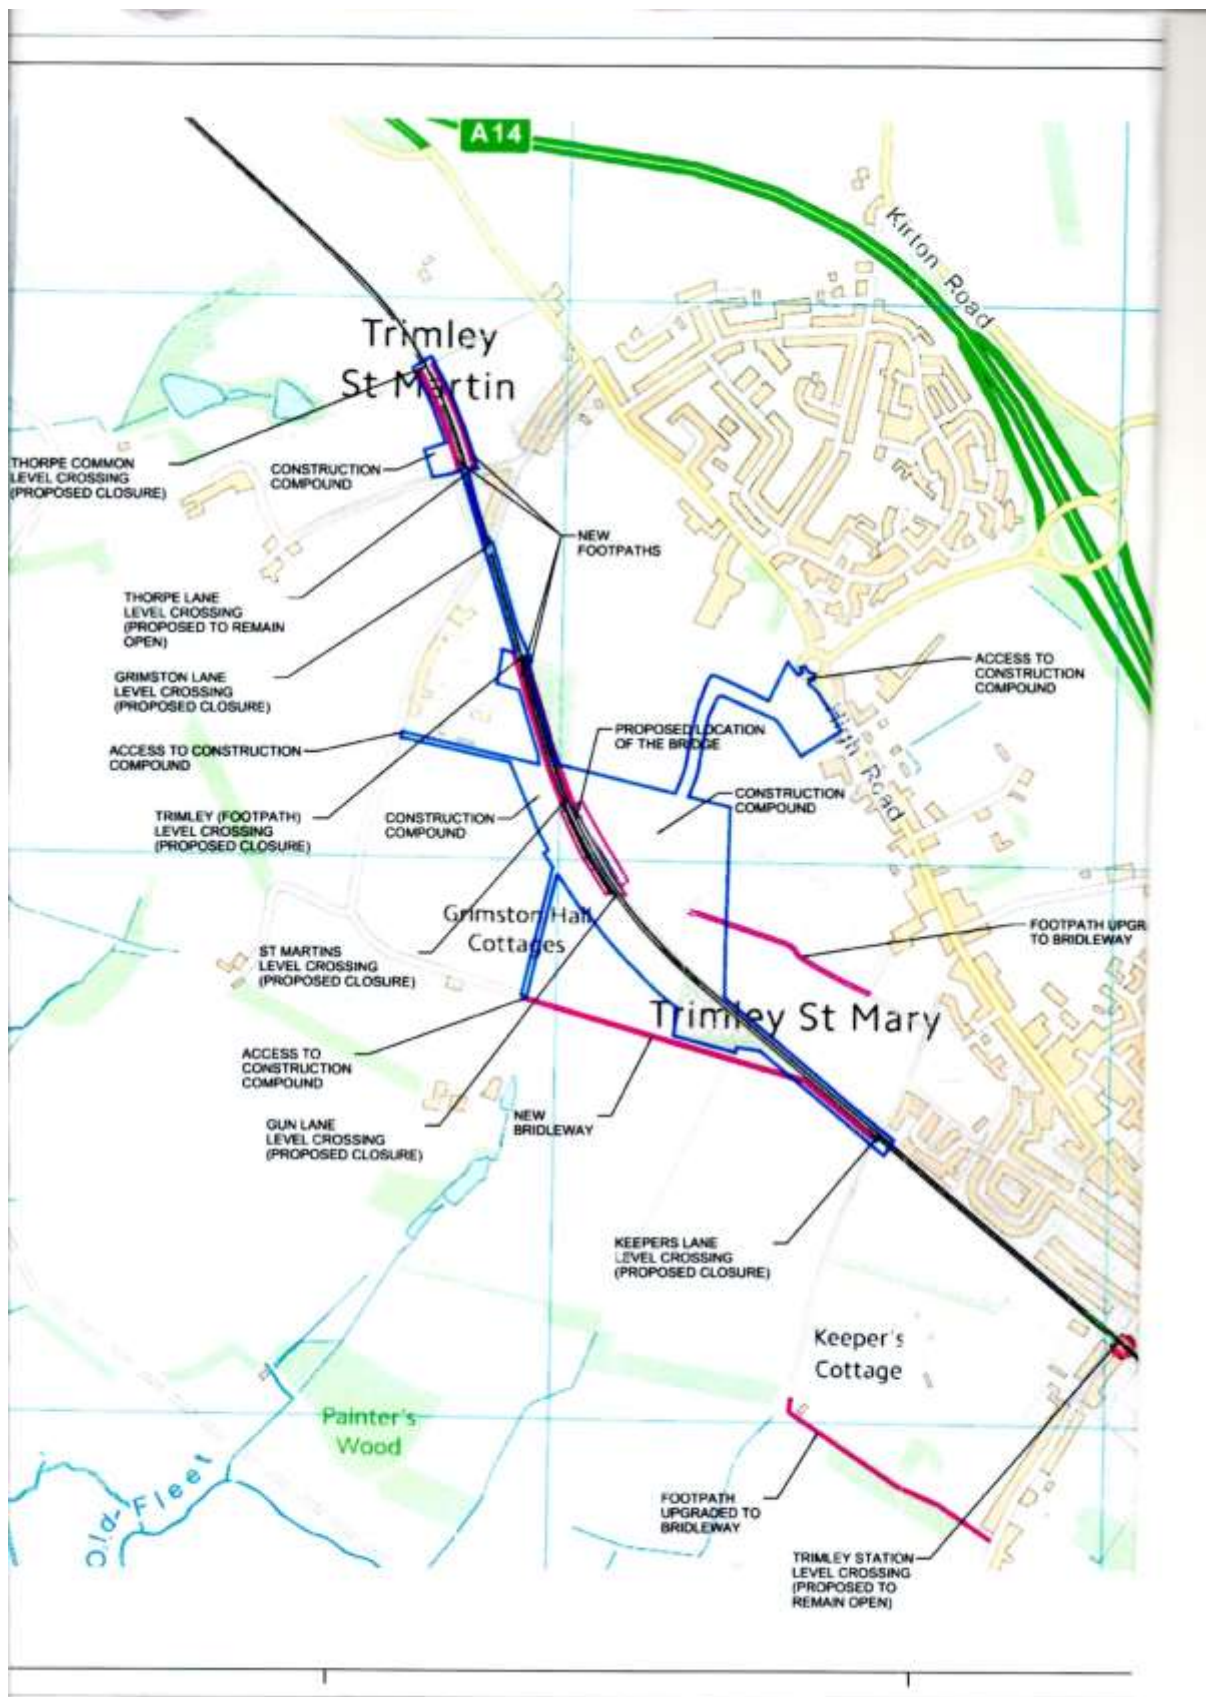 A14
Kirton Road
Trimley
St Martin
THORPE COMMON
LEVEL CROSSING
(PROPOSED CLOSURE)
CONSTRUCTION
COMPOUND
NEW
FOOTPATHS
THORPE LANE
LEVEL CROSSING
(PROPOSED TO REMAIN
OPEN)
GRIMSTON LANE
LEVEL CROSSING
(PROPOSED CLOSURE)
ACCESS TO
CONSTRUCTION
COMPOUND
PROPOSED LOCATION
OF THE BRIDGE
High Road
ACCESS TO CONSTRUCTION
COMPOUND
CONSTRUCTION
COMPOUND
TRIMLEY (FOOTPATH)
LEVEL CROSSING
(PROPOSED CLOSURE)
CONSTRUCTION
COMPOUND
Grimston Hall
Cottages
FOOTPATH UPGR
TO BRIDLEWAY
ST MARTINS
LEVEL CROSSING
(PROPOSED CLOSURE)
Trimley St Mary
ACCESS TO
CONSTRUCTION
COMPOUND
NEW
BRIDLEWAY
GUN LANE
LEVEL CROSSING
(PROPOSED CLOSURE)
KEEPERS LANE
LEVEL CROSSING
(PROPOSED CLOSURE)
Keeper's
Cottage
Painter's
Wood
Old Fleet
FOOTPATH
UPGRADED TO
BRIDLEWAY
TRIMLEY STATION
LEVEL CROSSING
(PROPOSED TO
REMAIN OPEN)